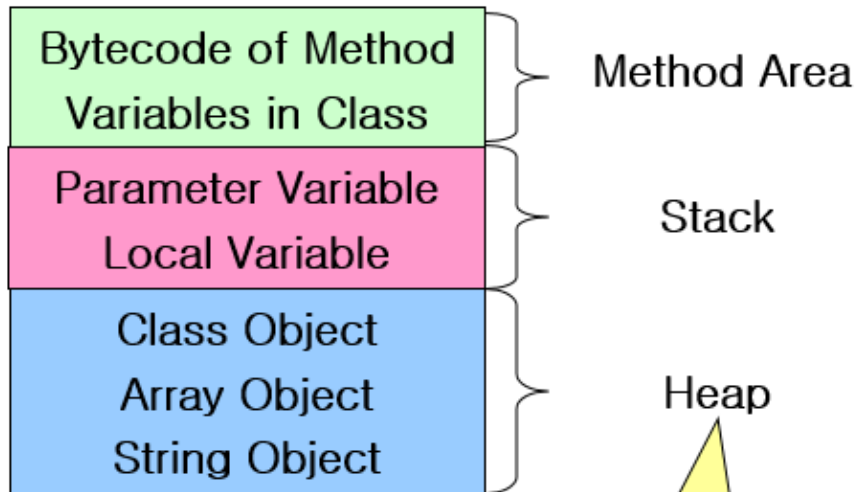 Bytecode of Method
Variables in Class
Method Area
Parameter Variable
Local Variable
Stack
Class Object
Array Object
String Object
Heap